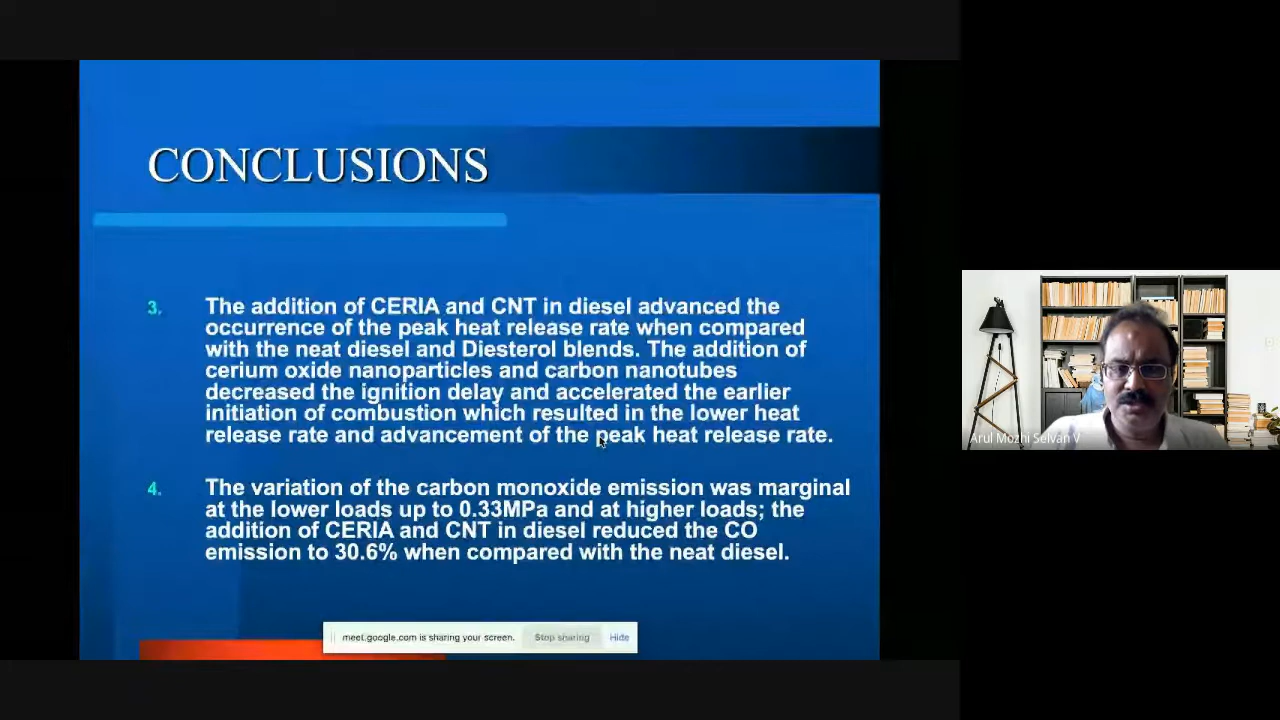 CONCLUSIONS
3. The addition of CERIA and CNT in diesel advanced the
occurrence of the peak heat release rate when compared
with the neat diesel and Diesterol blends. The addition of
cerium oxide nanoparticles and carbon nanotubes
decreased the ignition delay and accelerated the earlier
initiation of combustion which resulted in the lower heat
release rate and advancement of the peak heat release rate.
4. The variation of the carbon monoxide emission was marginal
at the lower loads up to 0.33MPa and at higher loads; the
addition of CERIA and CNT in diesel reduced the CO
emission to 30.6% when compared with the neat diesel.
meet.google.com is sharing your screen. Stop sharing Hide
Arul Mozhi Selvan V